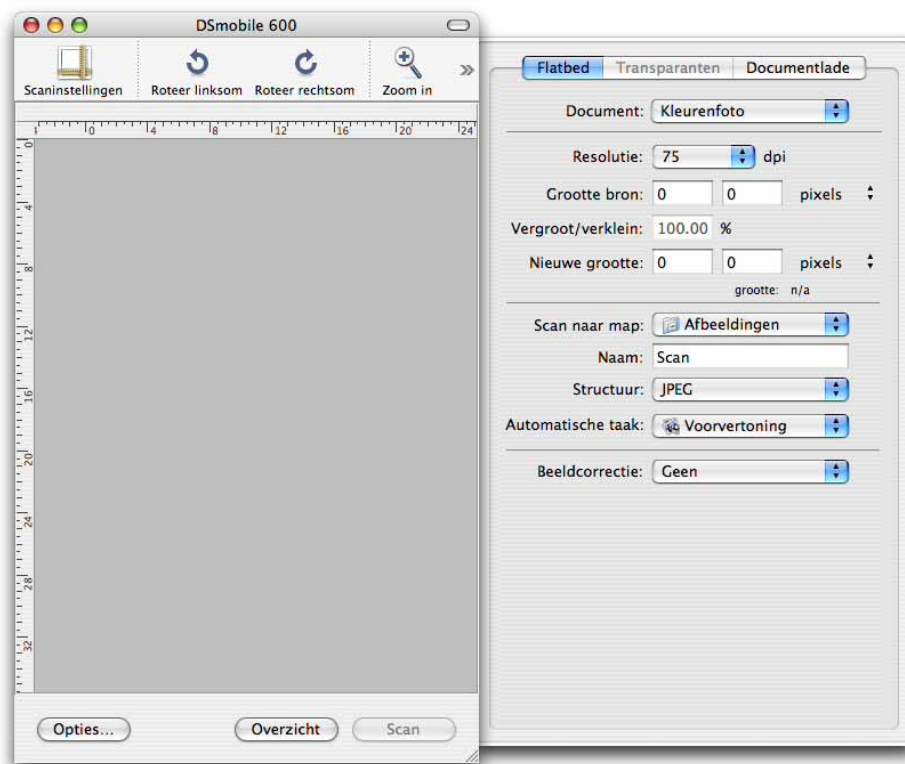 DSmobile 600
Scaninstellingen
Roteer linksom
Roteer rechtsom
Zoom in
»
1 0 4 8 12 16 20 24
0
4
8
12
16
20
24
28
32
Opties...
Overzicht
Scan
Flatbed
Transparanten
Documentlade
Document: Kleurenfoto
Resolutie: 75 dpi
Grootte bron: 0 0 pixels
Vergroot/verklein: 100.00 %
Nieuwe grootte: 0 0 pixels
grootte: n/a
Scan naar map: Afbeeldingen
Naam: Scan
Structuur: JPEG
Automatische taak: Voorvertoning
Beeldcorrectie: Geen